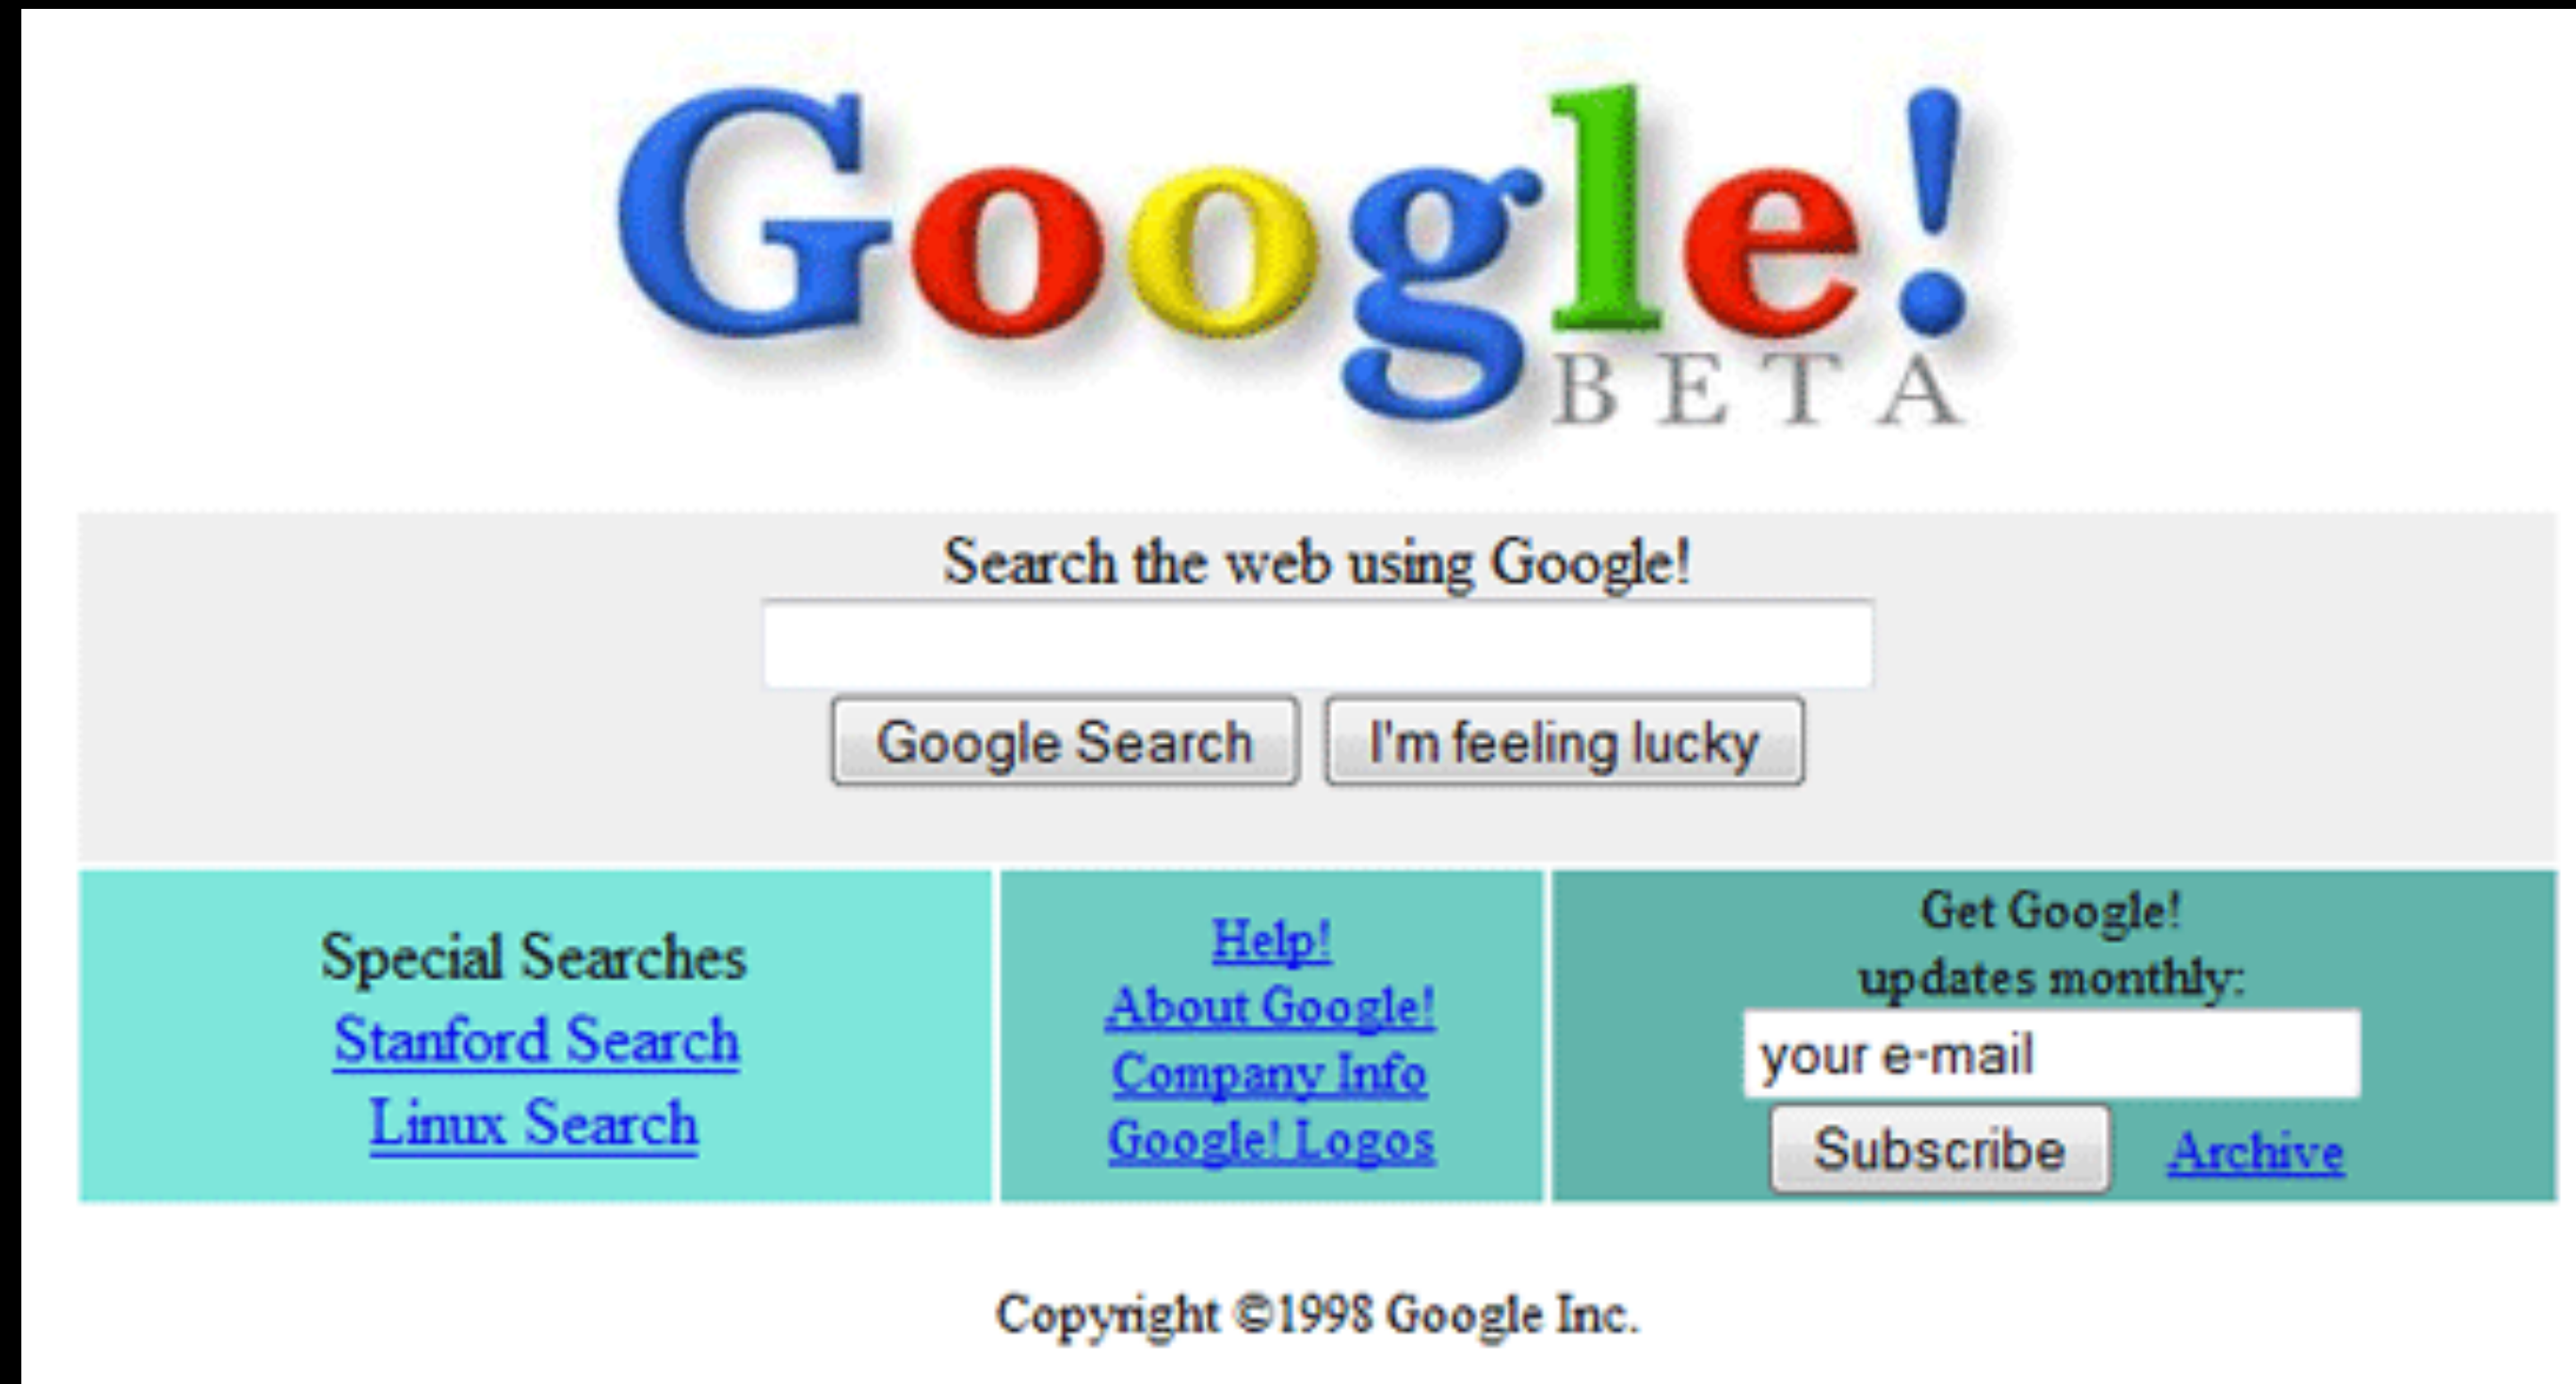 Google!
BETA
Search the web using Google!
Google Search I'm feeling lucky
Special Searches
Stanford Search
Linux Search
Help!
About Google!
Company Info
Google! Logos
Get Google!
updates monthly:
your e-mail
Subscribe Archive
Copyright ©1998 Google Inc.